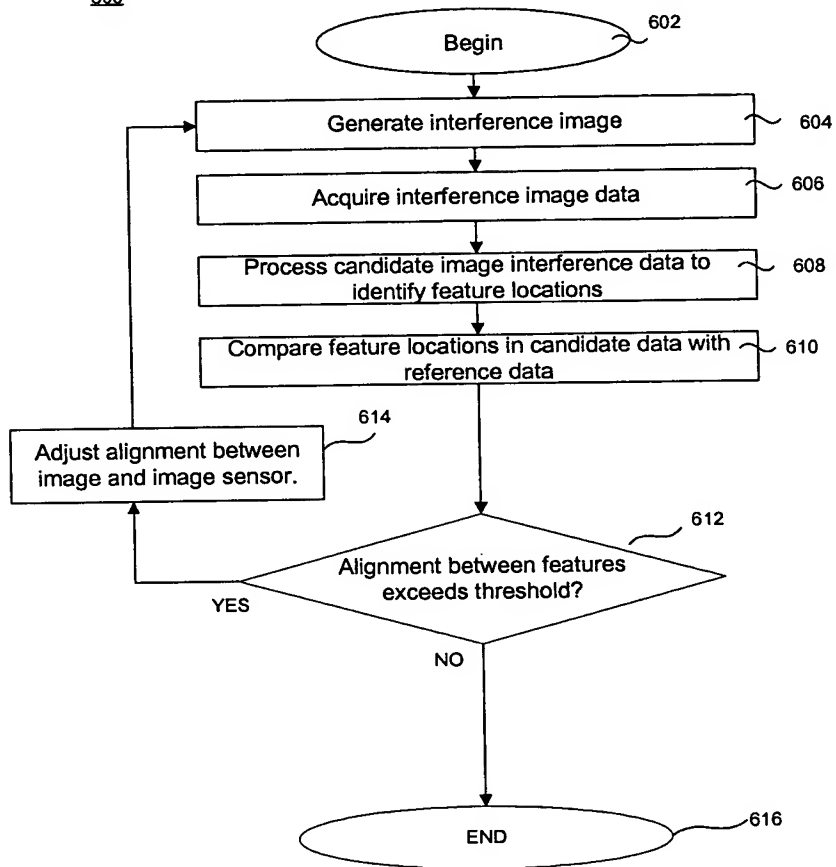 Begin
602
Generate interference image
604
Acquire interference image data
606
Process candidate image interference data to
identify feature locations
608
Compare feature locations in candidate data with
reference data
610
Adjust alignment between
image and image sensor.
614
Alignment between features
exceeds threshold?
612
YES
NO
END
616